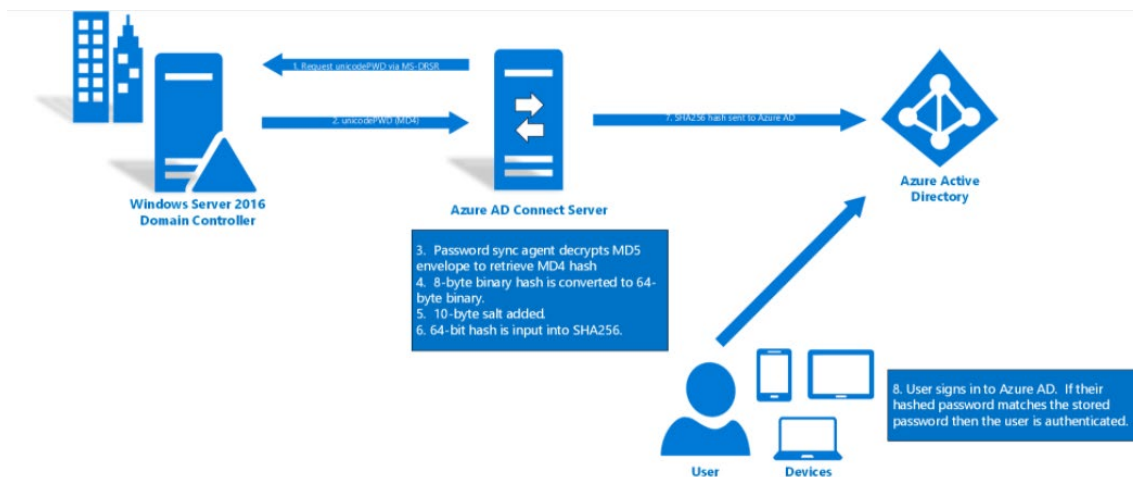 1. Request unicodePWD via MS-DRSR
2. unicodePWD (MD4)
7. SHA256 hash sent to Azure AD
Windows Server 2016
Domain Controller
Azure AD Connect Server
Azure Active
Directory
3. Password sync agent decrypts MD5
envelope to retrieve MD4 hash
4. 8-byte binary hash is converted to 64-
byte binary.
5. 10-byte salt added.
6. 64-bit hash is input into SHA256.
8. User signs in to Azure AD. If their
hashed password matches the stored
password then the user is authenticated.
User
Devices